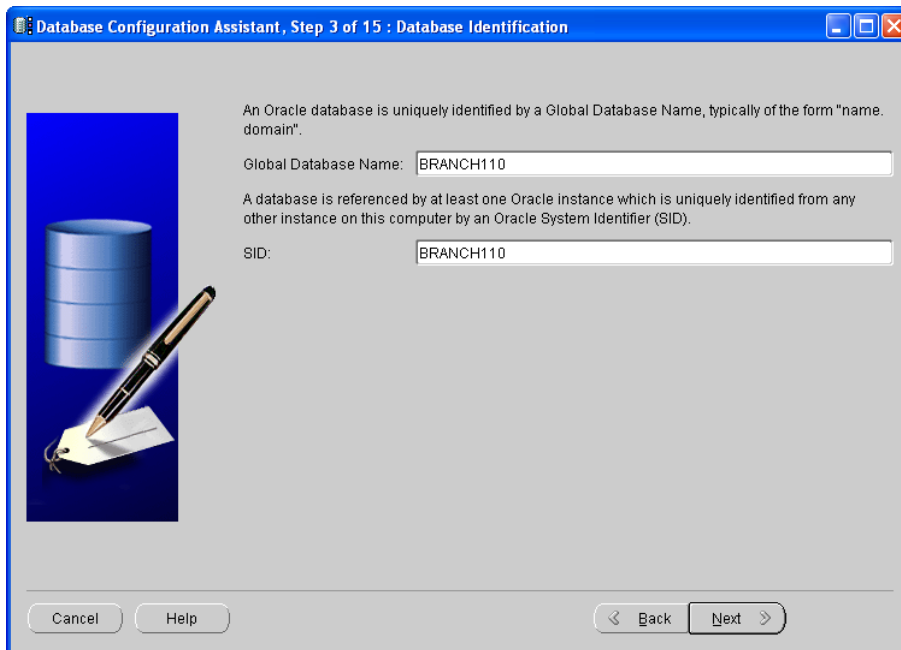 Database Configuration Assistant, Step 3 of 15 : Database Identification
An Oracle database is uniquely identified by a Global Database Name, typically of the form "name.
domain".
Global Database Name: BRANCH110
A database is referenced by at least one Oracle instance which is uniquely identified from any
other instance on this computer by an Oracle System Identifier (SID).
SID: BRANCH110
Cancel Help Back Next